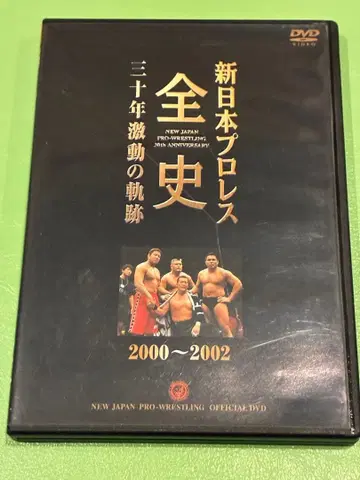 DVD
VIDEO
新日本プロレス
全史
NEW JAPAN
PRO-WRESTLING
30th ANNIVERSARY
三十年激動の軌跡
2000～2002
NEW JAPAN PRO-WRESTLING OFFICIAL DVD